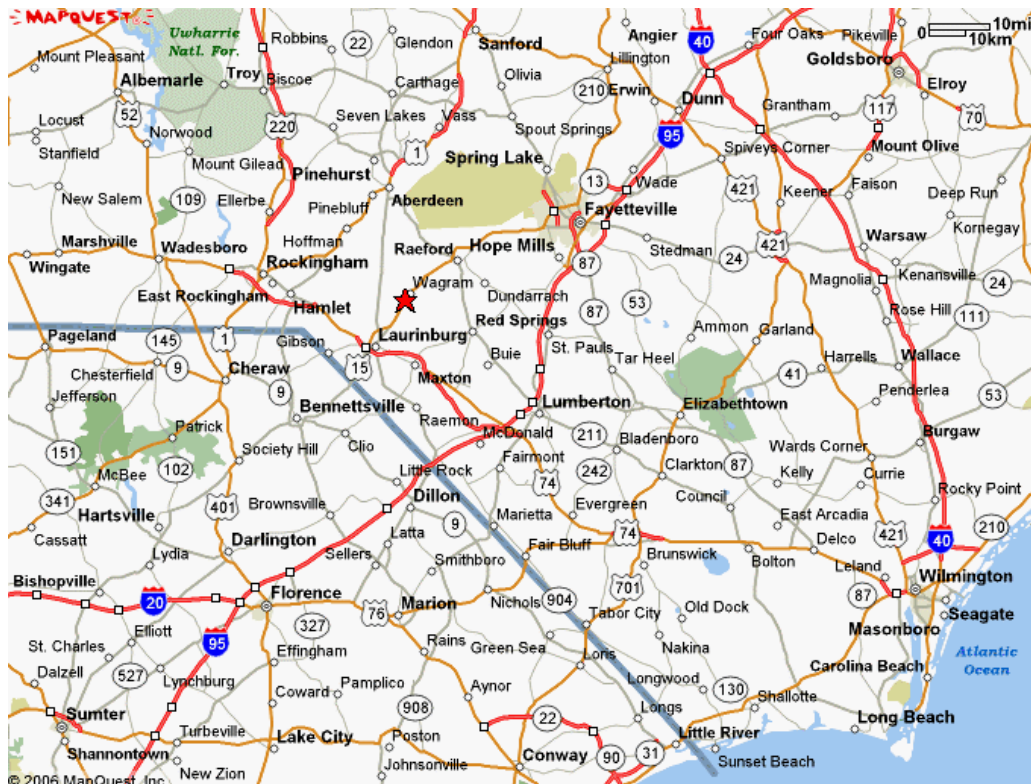 MAPQUEST
10mi
0
10km
Uwharrie
Natl. For.
Robbins
22
Glendon
Sanford
Angier
40
Four Oaks
Pikeville
Goldsboro
Mount Pleasant
Albemarle
Troy
Biscoe
Carthage
Olivia
Lillington
210
Erwin
Dunn
Grantham
117
Elroy
70
52
Locust
Norwood
Stanfield
220
Seven Lakes
Vass
Spout Springs
95
Mount Gilead
1
Spring Lake
Spiveys Corner
Mount Olive
Pinehurst
13
Wade
421
Keener
Faison
Deep Run
New Salem
109
Ellerbe
Pinebluff
Aberdeen
Fayetteville
Kornegay
Hoffman
Raeford
Hope Mills
Stedman
24
421
Warsaw
Marshville
Wadesboro
Wingate
Rockingham
87
Magnolia
Kenansville
24
East Rockingham
Hamlet
Wagram
Dundarrach
87
53
Rose Hill
111
Pageland
145
1
Gibson
Laurinburg
Red Springs
St. Pauls
Ammon
Garland
9
15
Buie
Tar Heel
Harrells
Wallace
Chesterfield
Cheraw
Maxton
41
Jefferson
9
Penderlea
53
Bennettsville
Raemon
Lumberton
Elizabethtown
Patrick
Society Hill
Clio
McDonald
211
Bladenboro
Wards Corner
Burgaw
151
102
McBee
Little Rock
Fairmont
242
Clarkton
87
Kelly
Currie
341
401
Brownsville
Dillon
74
Evergreen
Council
Rocky Point
Hartsville
Latta
9
Marietta
74
East Arcadia
421
40
210
Cassatt
Lydia
Darlington
Sellers
Smithboro
Fair Bluff
Brunswick
Bolton
Delco
Leland
Bishopville
20
Florence
76
Marion
Nichols
904
701
Tabor City
Old Dock
87
Wilmington
Seagate
St. Charles
Elliott
95
327
Masonboro
Dalzell
527
Lynchburg
Effingham
Rains
Green Sea
Loris
Nakina
Atlantic
Ocean
Carolina Beach
Pamplico
Coward
Aynor
Longwood
130
Shallotte
Sumter
908
22
Longs
Long Beach
Shannontown
Turbeville
Lake City
Poston
Conway
90
31
Little River
Sunset Beach
New Zion
Johnsonville
© 2006 MapQuest, Inc.